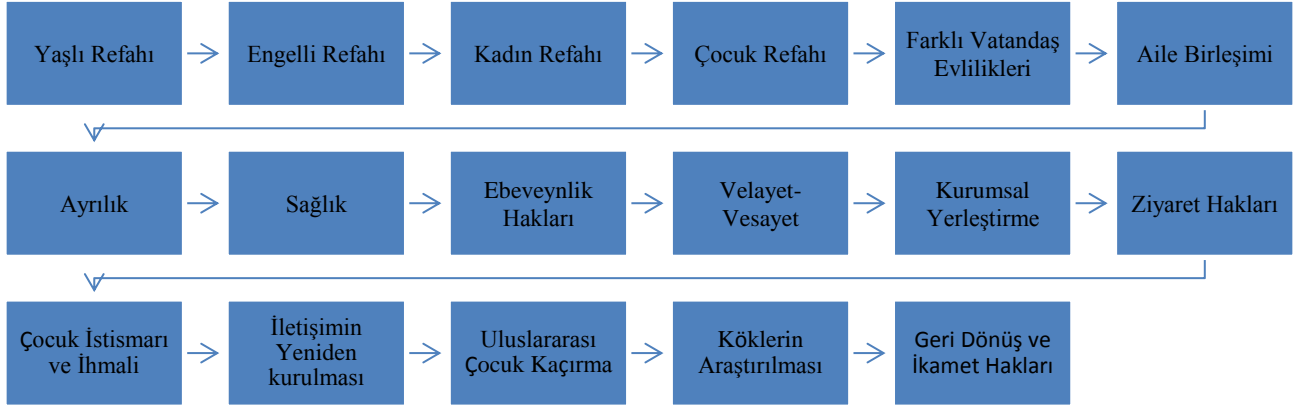 Yaşlı Refahı
Engelli Refahı
Kadın Refahı
Çocuk Refahı
Farklı Vatandaş
Evlilikleri
Aile Birleşimi
Ayrılık
Sağlık
Ebeveynlik
Hakları
Velayet-
Vesayet
Kurumsal
Yerleştirme
Ziyaret Hakları
Çocuk İstismarı
ve İhmali
İletişimin
Yeniden
kurulması
Uluslararası
Çocuk Kaçırma
Köklerin
Araştırılması
Geri Dönüş ve
İkamet Hakları